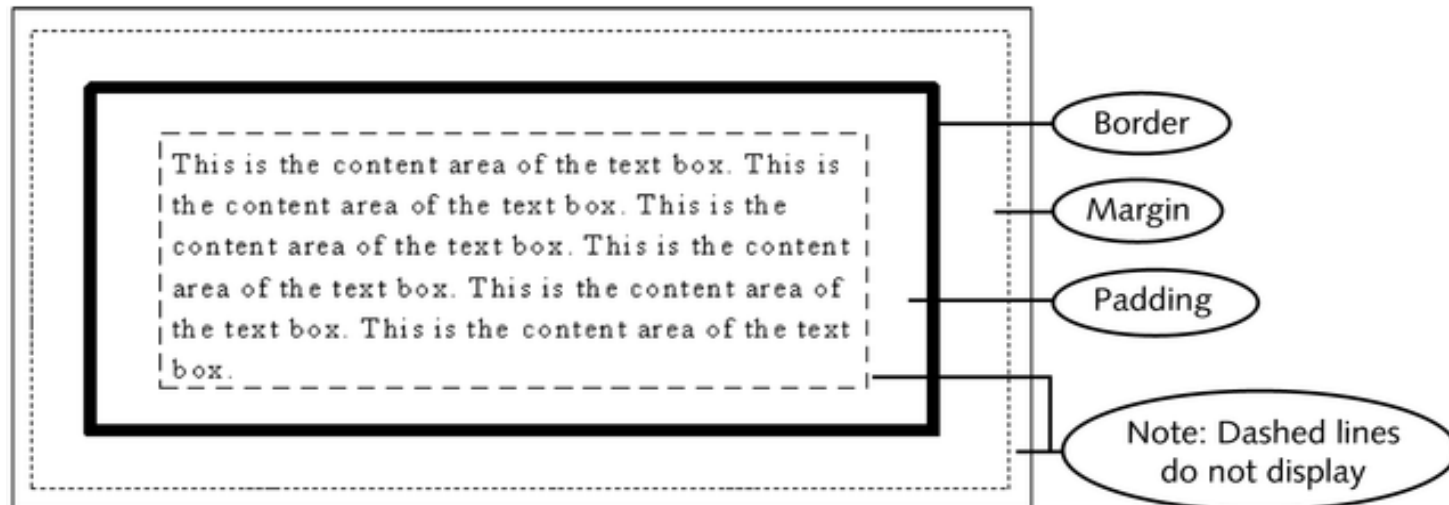 This is the content area of the text box. This is
the content area of the text box. This is the
content area of the text box. This is the content
area of the text box. This is the content area of
the text box. This is the content area of the text
box.
Border
Margin
Padding
Note: Dashed lines
do not display